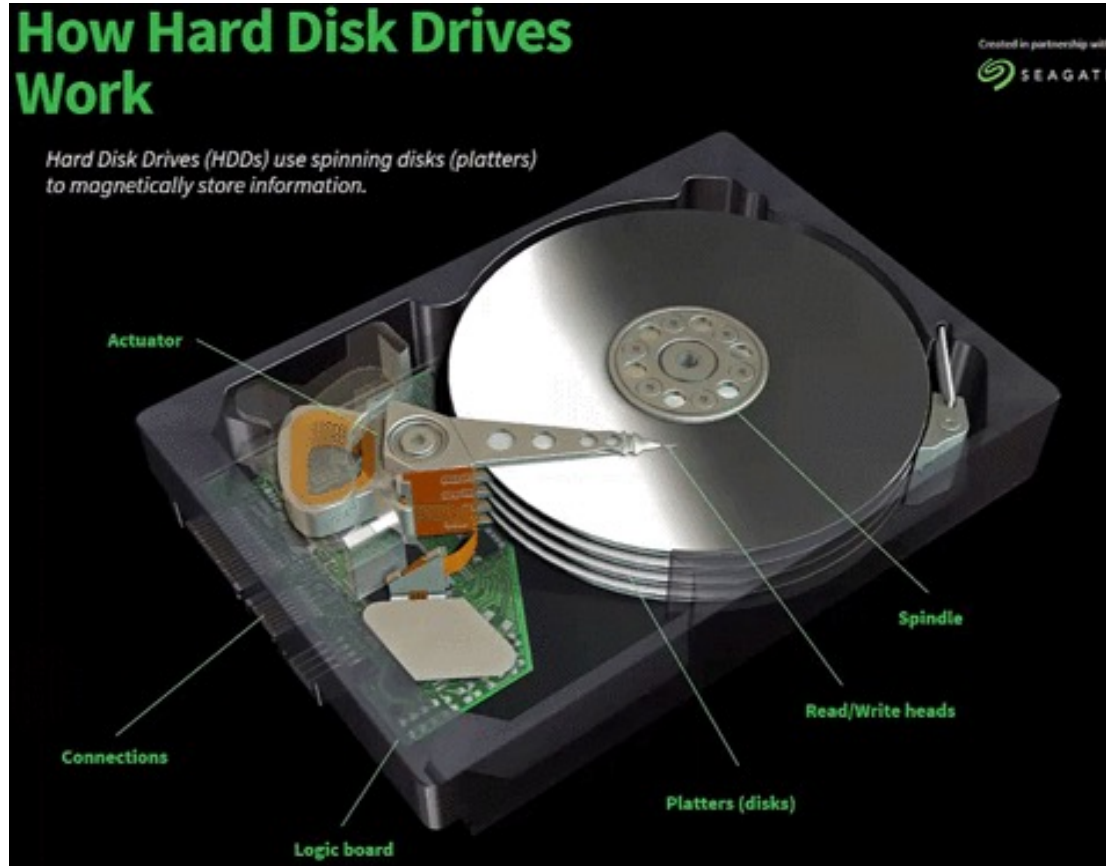 How Hard Disk Drives
Work
Created in partnership with
SEAGATE
Hard Disk Drives (HDDs) use spinning disks (platters)
to magnetically store information.
Actuator
Spindle
Read/Write heads
Connections
Platters (disks)
Logic board